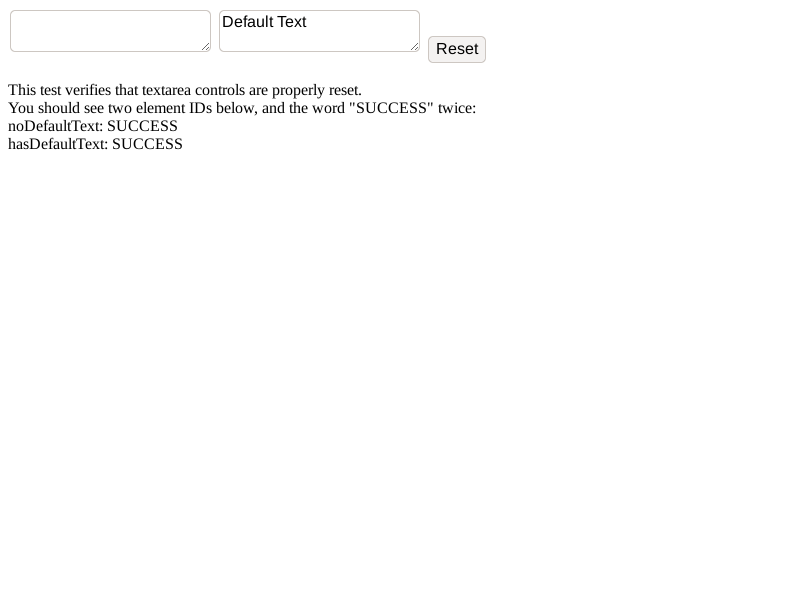 Default Text
Reset
This test verifies that textarea controls are properly reset.
You should see two element IDs below, and the word "SUCCESS" twice:
noDefaultText: SUCCESS
hasDefaultText: SUCCESS